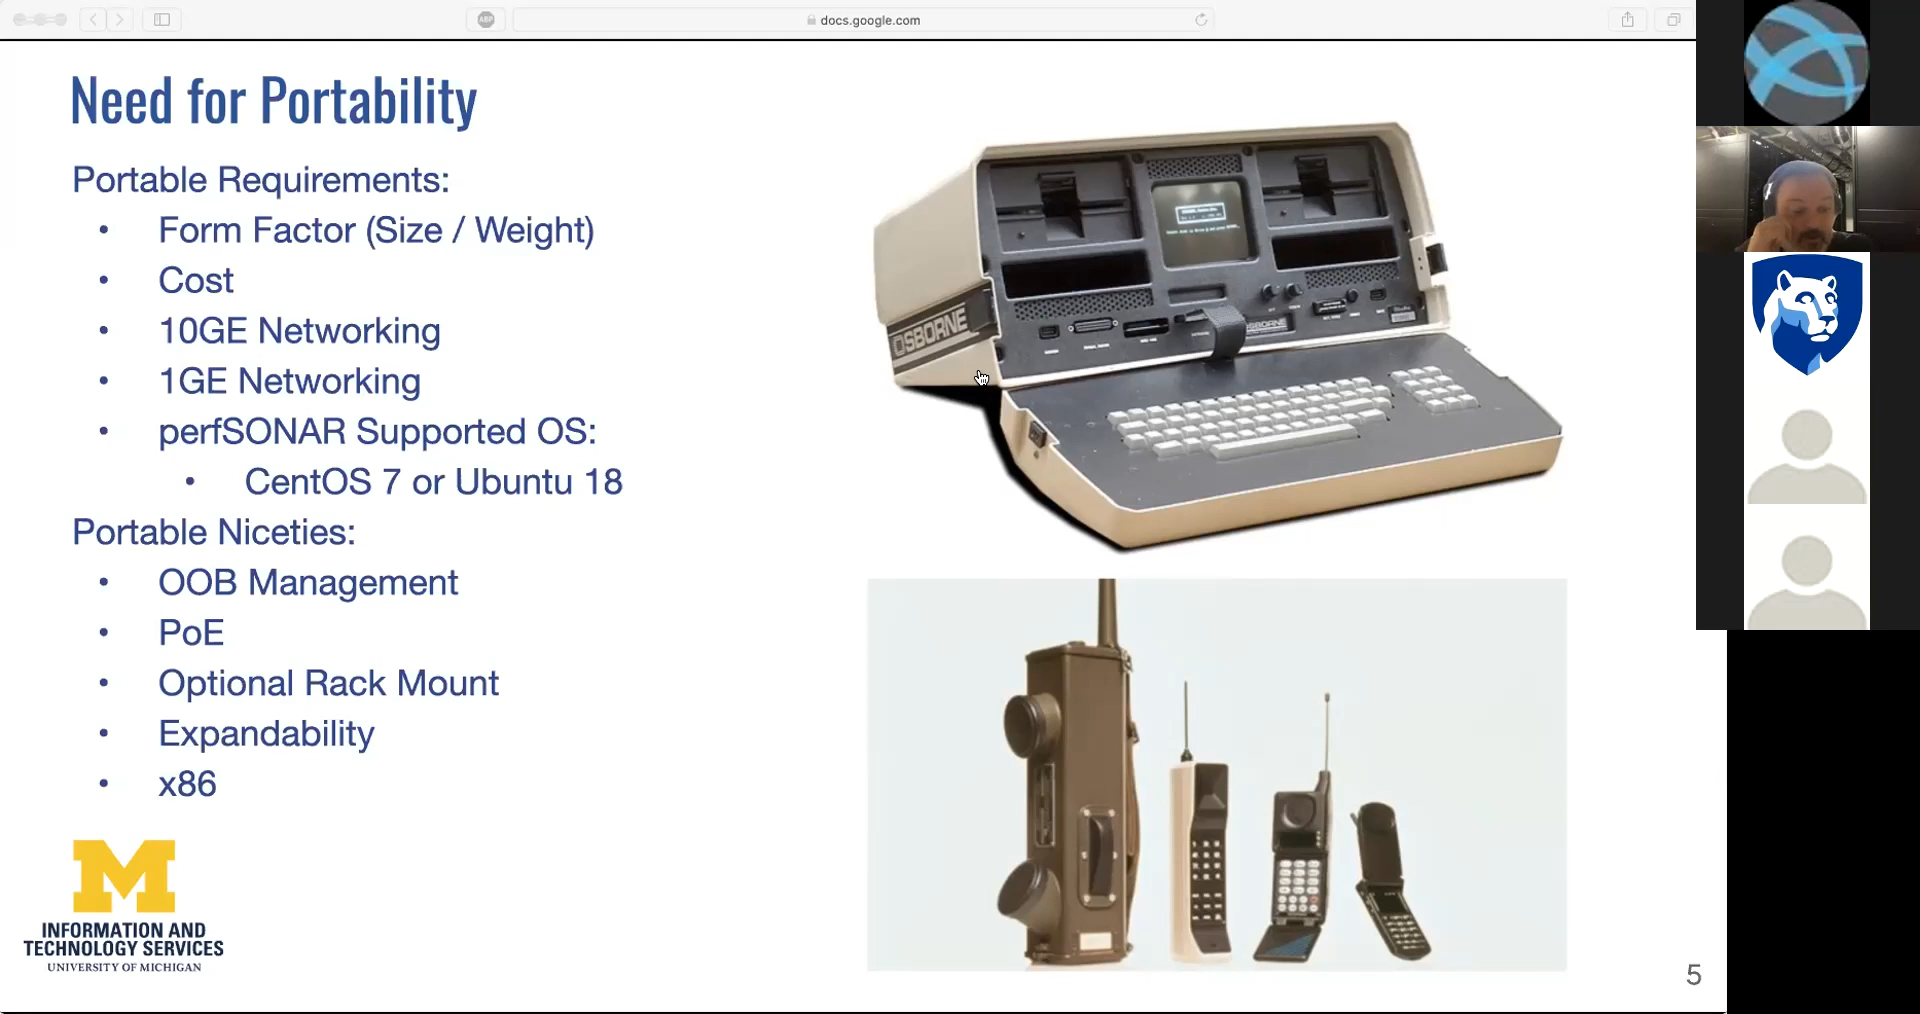 docs.google.com
Need for Portability
Portable Requirements:
• Form Factor (Size / Weight)
• Cost
• 10GE Networking
• 1GE Networking
• perfSONAR Supported OS:
• CentOS 7 or Ubuntu 18
Portable Niceties:
• OOB Management
• PoE
• Optional Rack Mount
• Expandability
• x86
OSBORNE
OSBORNE
M
INFORMATION AND
TECHNOLOGY SERVICES
UNIVERSITY OF MICHIGAN
5